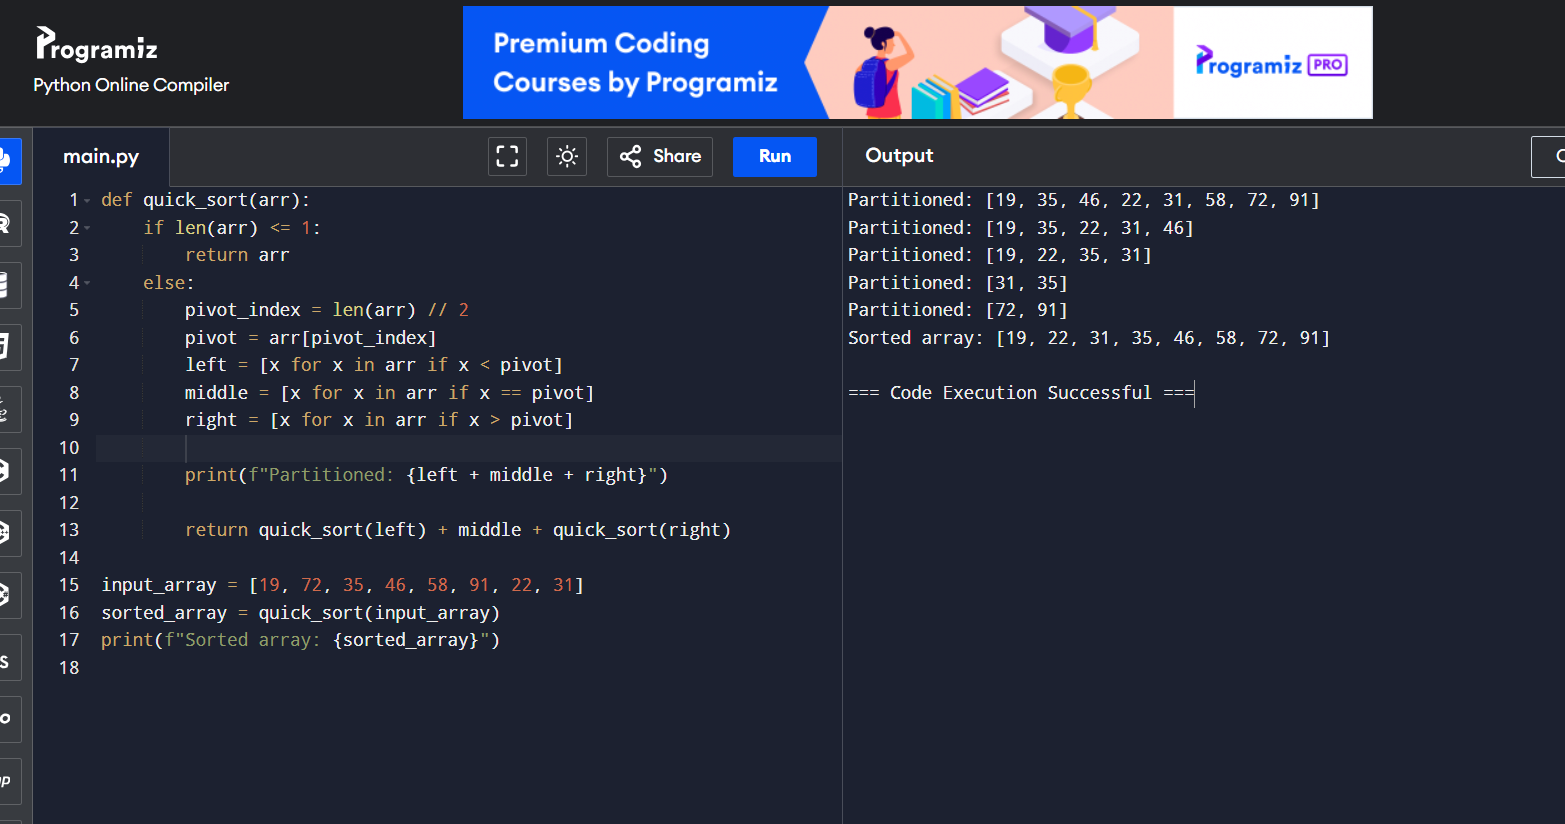 Programiz
Python Online Compiler
Premium Coding
Courses by Programiz
Programiz PRO
main.py
Share
Run
Output
1 def quick_sort(arr):
2     if len(arr) <= 1:
3         return arr
4     else:
5         pivot_index = len(arr) // 2
6         pivot = arr[pivot_index]
7         left = [x for x in arr if x < pivot]
8         middle = [x for x in arr if x == pivot]
9         right = [x for x in arr if x > pivot]
10
11         print(f"Partitioned: {left + middle + right}")
12
13         return quick_sort(left) + middle + quick_sort(right)
14
15 input_array = [19, 72, 35, 46, 58, 91, 22, 31]
16 sorted_array = quick_sort(input_array)
17 print(f"Sorted array: {sorted_array}")
18
Partitioned: [19, 35, 46, 22, 31, 58, 72, 91]
Partitioned: [19, 35, 22, 31, 46]
Partitioned: [19, 22, 35, 31]
Partitioned: [31, 35]
Partitioned: [72, 91]
Sorted array: [19, 22, 31, 35, 46, 58, 72, 91]
=== Code Execution Successful ===